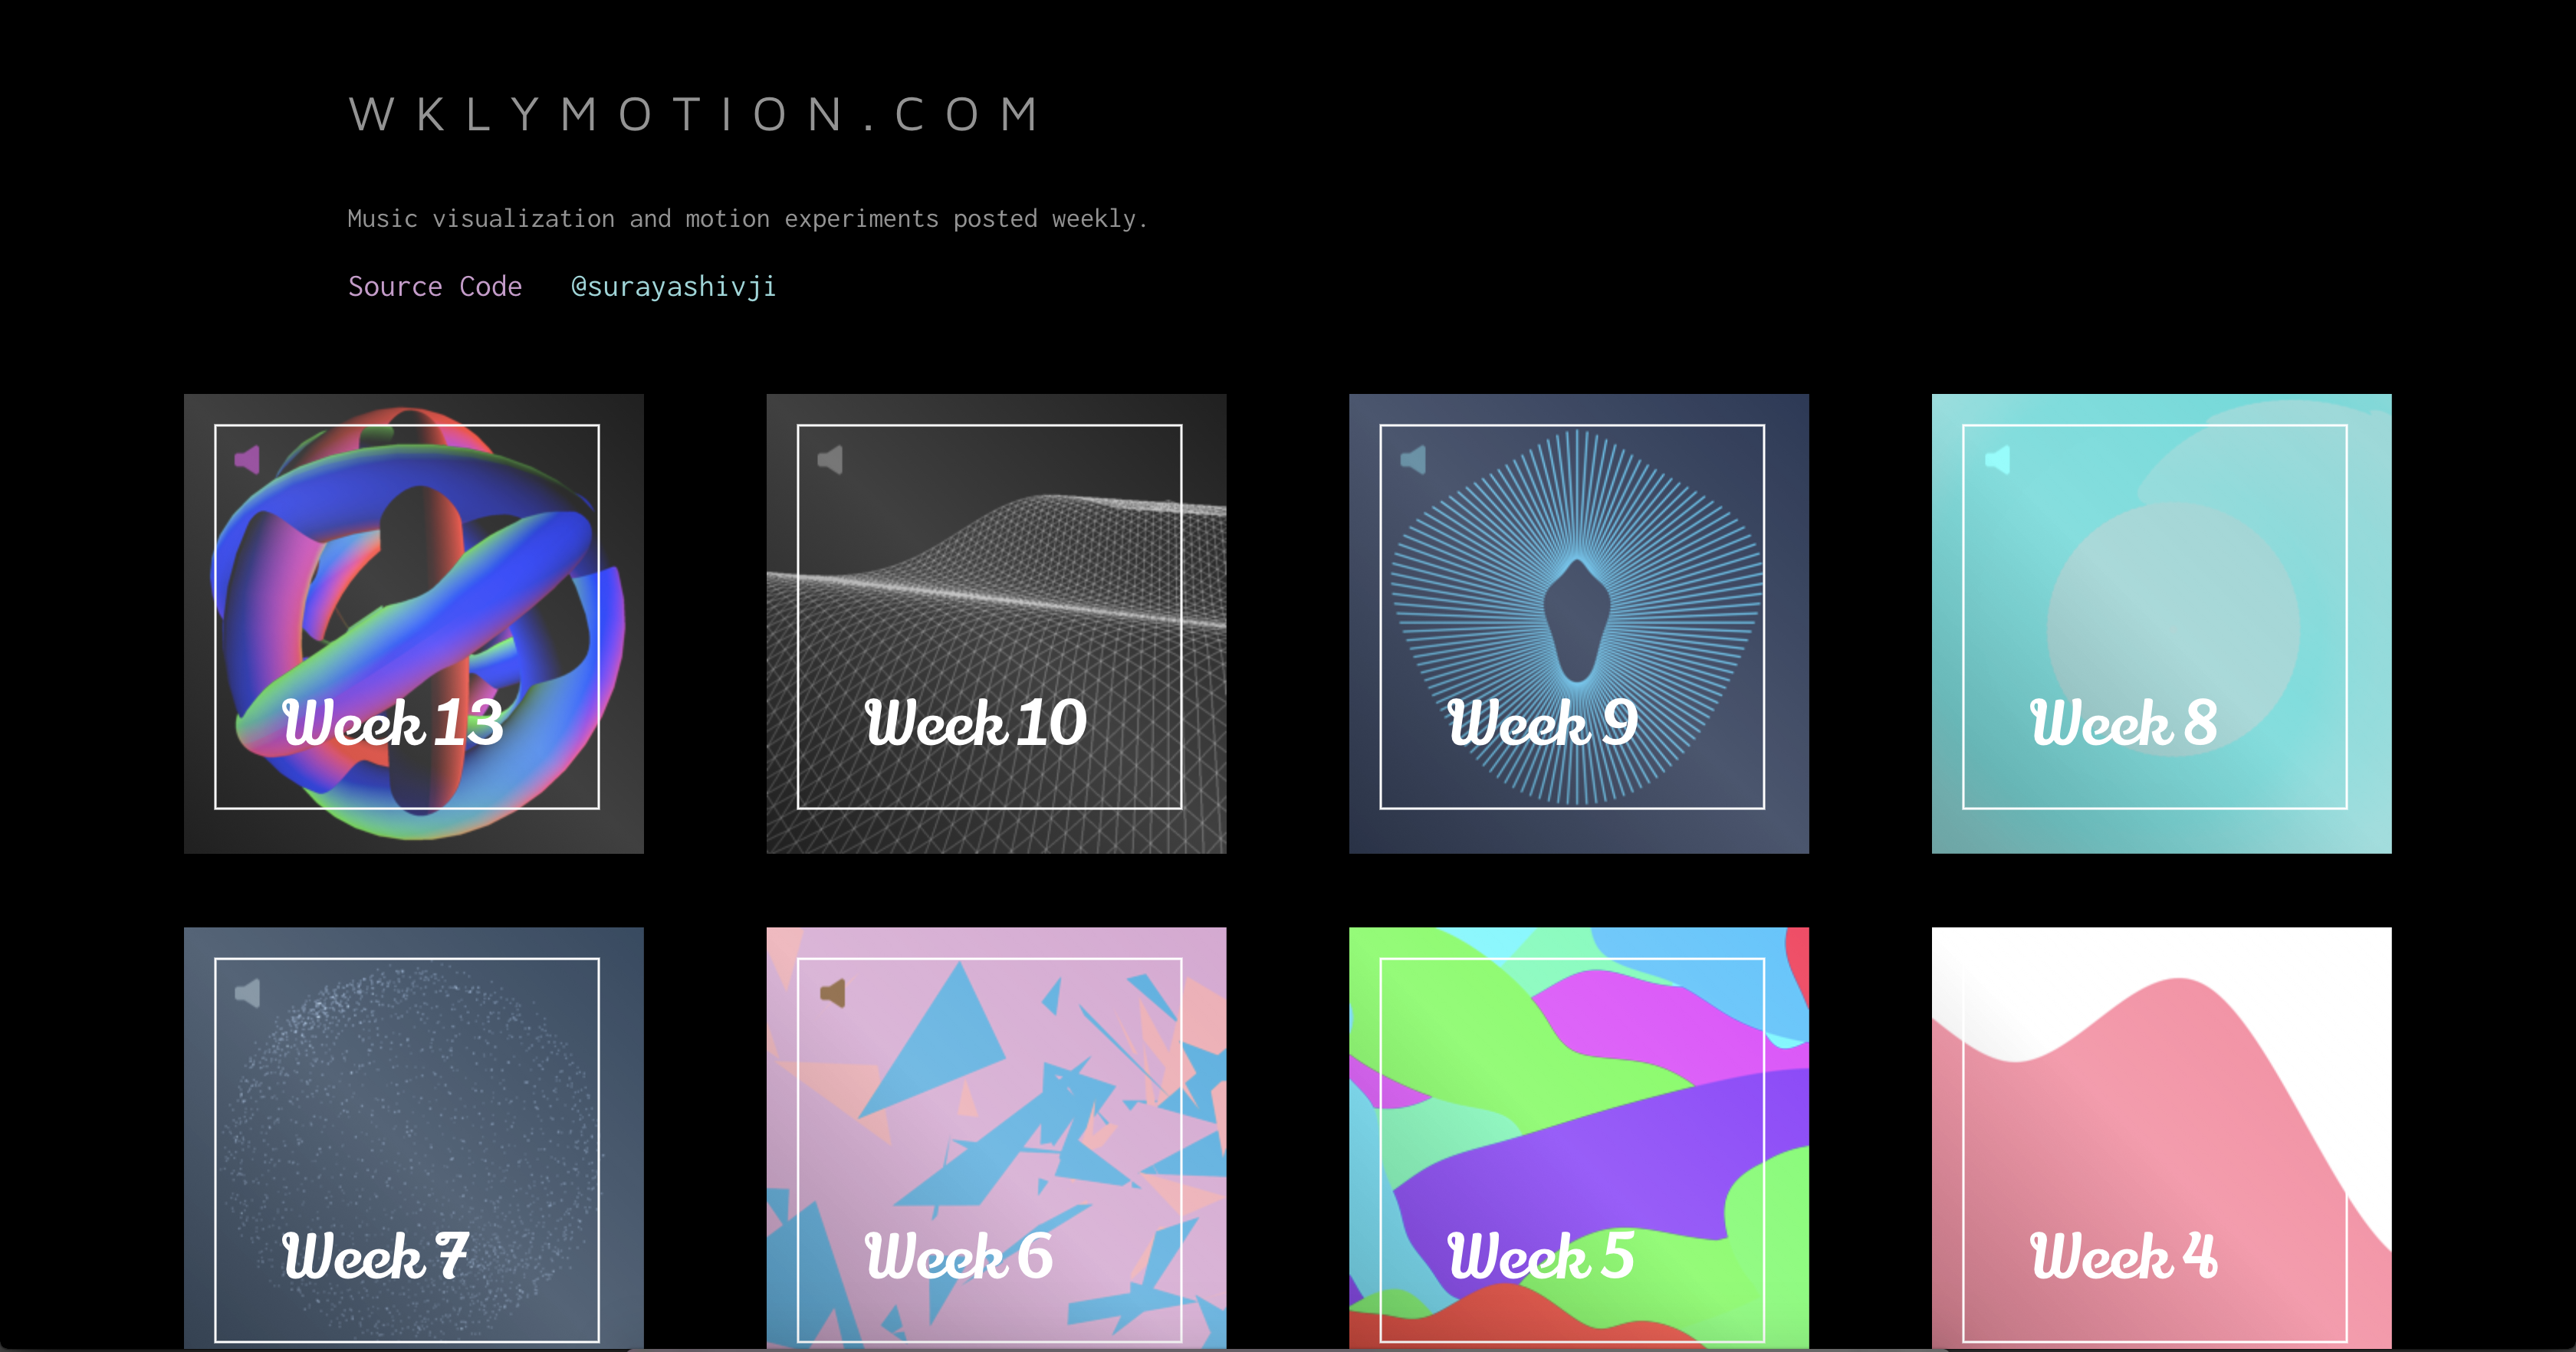 WKLYMOTION.COM
Music visualization and motion experiments posted weekly.
Source Code @surayashivji
Week 13
Week 10
Week 9
Week 8
Week 7
Week 6
Week 5
Week 4